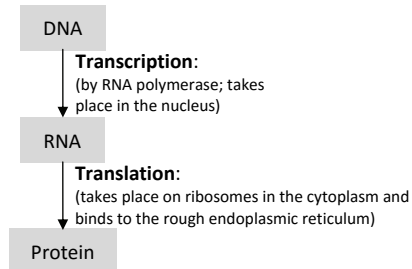 DNA
Transcription:
(by RNA polymerase; takes
place in the nucleus)
RNA
Translation:
(takes place on ribosomes in the cytoplasm and
binds to the rough endoplasmic reticulum)
Protein